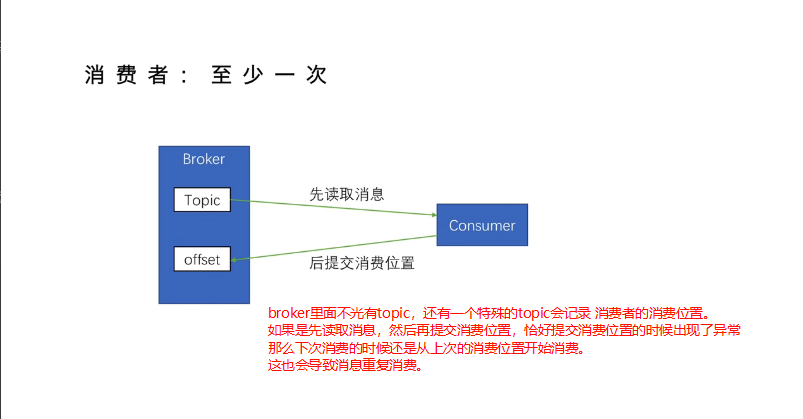 消费者：至少一次
Broker
Topic
先读取消息
Consumer
offset
后提交消费位置
broker里面不光有topic，还有一个特殊的topic会记录 消费者的消费位置。
如果是先读取消息，然后再提交消费位置，恰好提交消费位置的时候出现了异常
那么下次消费的时候还是从上次的消费位置开始消费。
这也会导致消息重复消费。